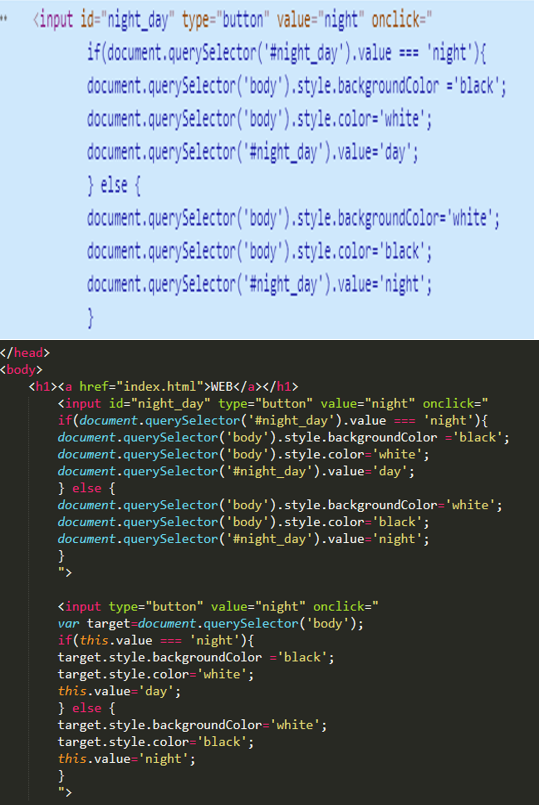 <input id="night_day" type="button" value="night" onclick="
if(document.querySelector('#night_day').value === 'night'){
document.querySelector('body').style.backgroundColor ='black';
document.querySelector('body').style.color='white';
document.querySelector('#night_day').value='day';
} else {
document.querySelector('body').style.backgroundColor='white';
document.querySelector('body').style.color='black';
document.querySelector('#night_day').value='night';
}
</head>
<body>
<h1><a href="index.html">WEB</a></h1>
<input id="night_day" type="button" value="night" onclick="
if(document.querySelector('#night_day').value === 'night'){
document.querySelector('body').style.backgroundColor ='black';
document.querySelector('body').style.color='white';
document.querySelector('#night_day').value='day';
} else {
document.querySelector('body').style.backgroundColor='white';
document.querySelector('body').style.color='black';
document.querySelector('#night_day').value='night';
}
">
<input type="button" value="night" onclick="
var target=document.querySelector('body');
if(this.value === 'night'){
target.style.backgroundColor ='black';
target.style.color='white';
this.value='day';
} else {
target.style.backgroundColor='white';
target.style.color='black';
this.value='night';
}
">